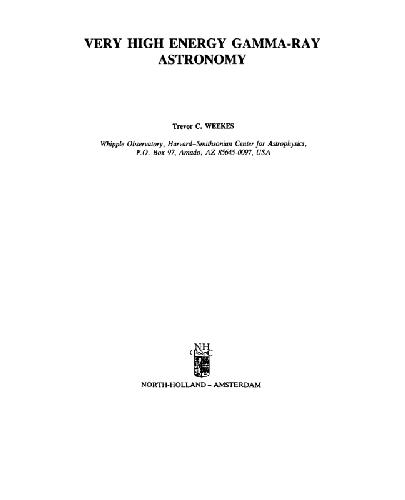 VERY HIGH ENERGY GAMMA-RAY
ASTRONOMY
Trevor C. WEEKES
Whipple Observatory, Harvard-Smithsonian Center for Astrophysics,
P.O. Box 97, Amado, AZ 85645-0097, USA
NH
C
NORTH-HOLLAND – AMSTERDAM